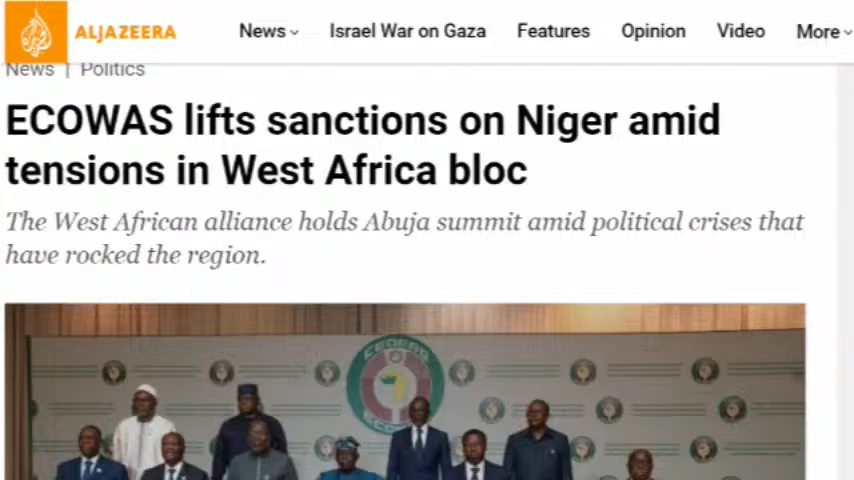 ALJAZEERA
News
Israel War on Gaza
Features
Opinion
Video
More
News | Politics
ECOWAS lifts sanctions on Niger amid
tensions in West Africa bloc
The West African alliance holds Abuja summit amid political crises that
have rocked the region.
CEDEAO